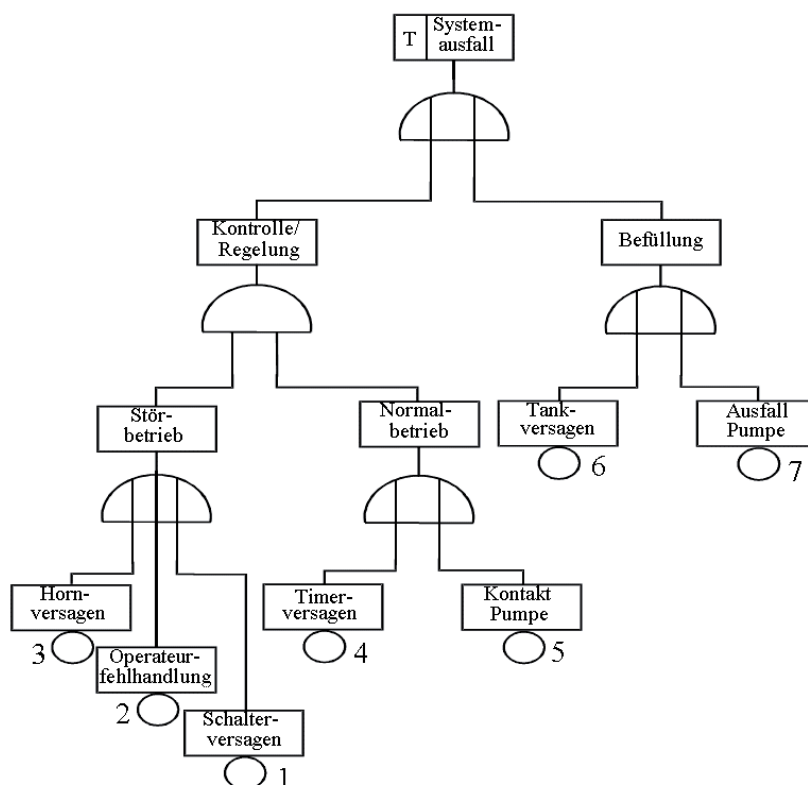 T
System-
ausfall
Kontrolle/
Regelung
Befüllung
Stör-
betrieb
Normal-
betrieb
Tank-
versagen
6
Ausfall
Pumpe
7
Horn-
versagen
3
Operateur-
fehlhandlung
2
Schalter-
versagen
1
Timer-
versagen
4
Kontakt
Pumpe
5